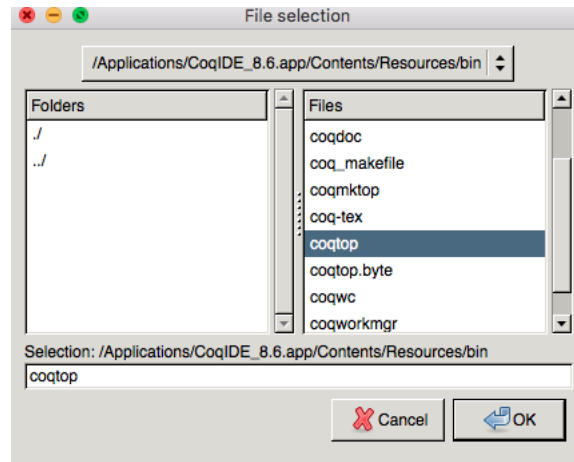 File selection
/Applications/CoqIDE_8.6.app/Contents/Resources/bin
Folders
./
../
Files
coqdoc
coq_makefile
coqmktop
coq-tex
coqtop
coqtop.byte
coqwc
coqworkmgr
Selection: /Applications/CoqIDE_8.6.app/Contents/Resources/bin
coqtop
Cancel
OK